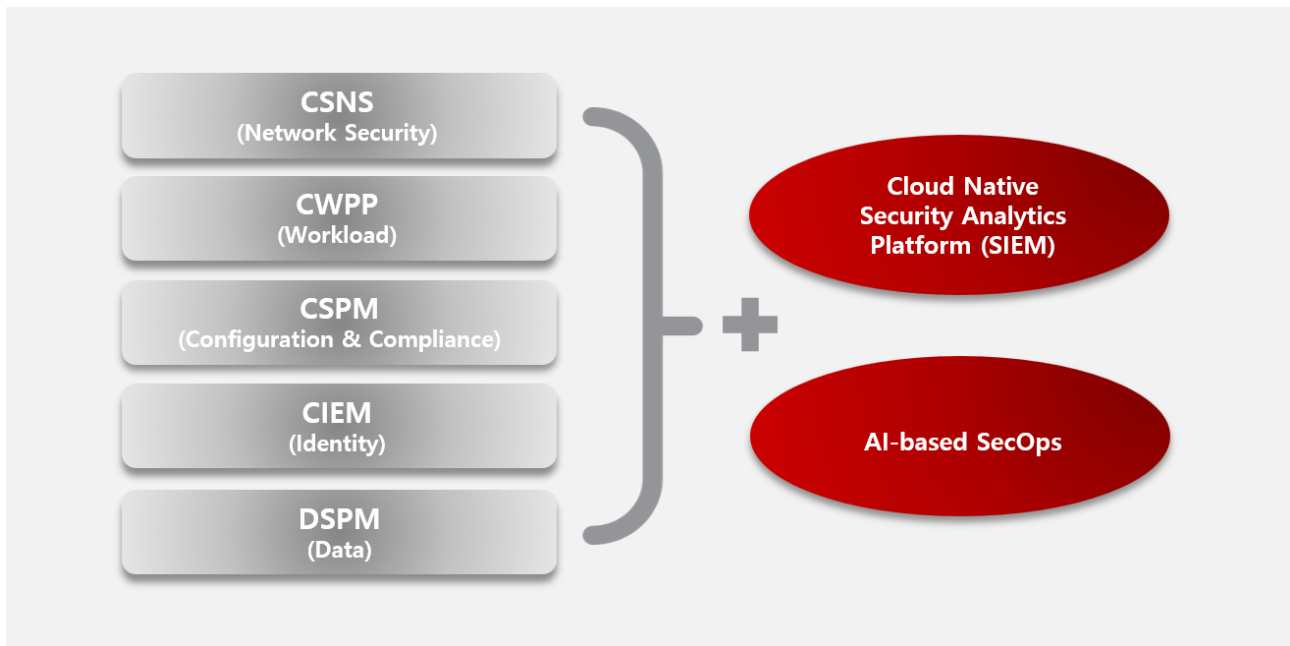 CSNS
(Network Security)
CWPP
(Workload)
CSPM
(Configuration & Compliance)
CIEM
(Identity)
DSPM
(Data)
Cloud Native
Security Analytics
Platform (SIEM)
AI-based SecOps